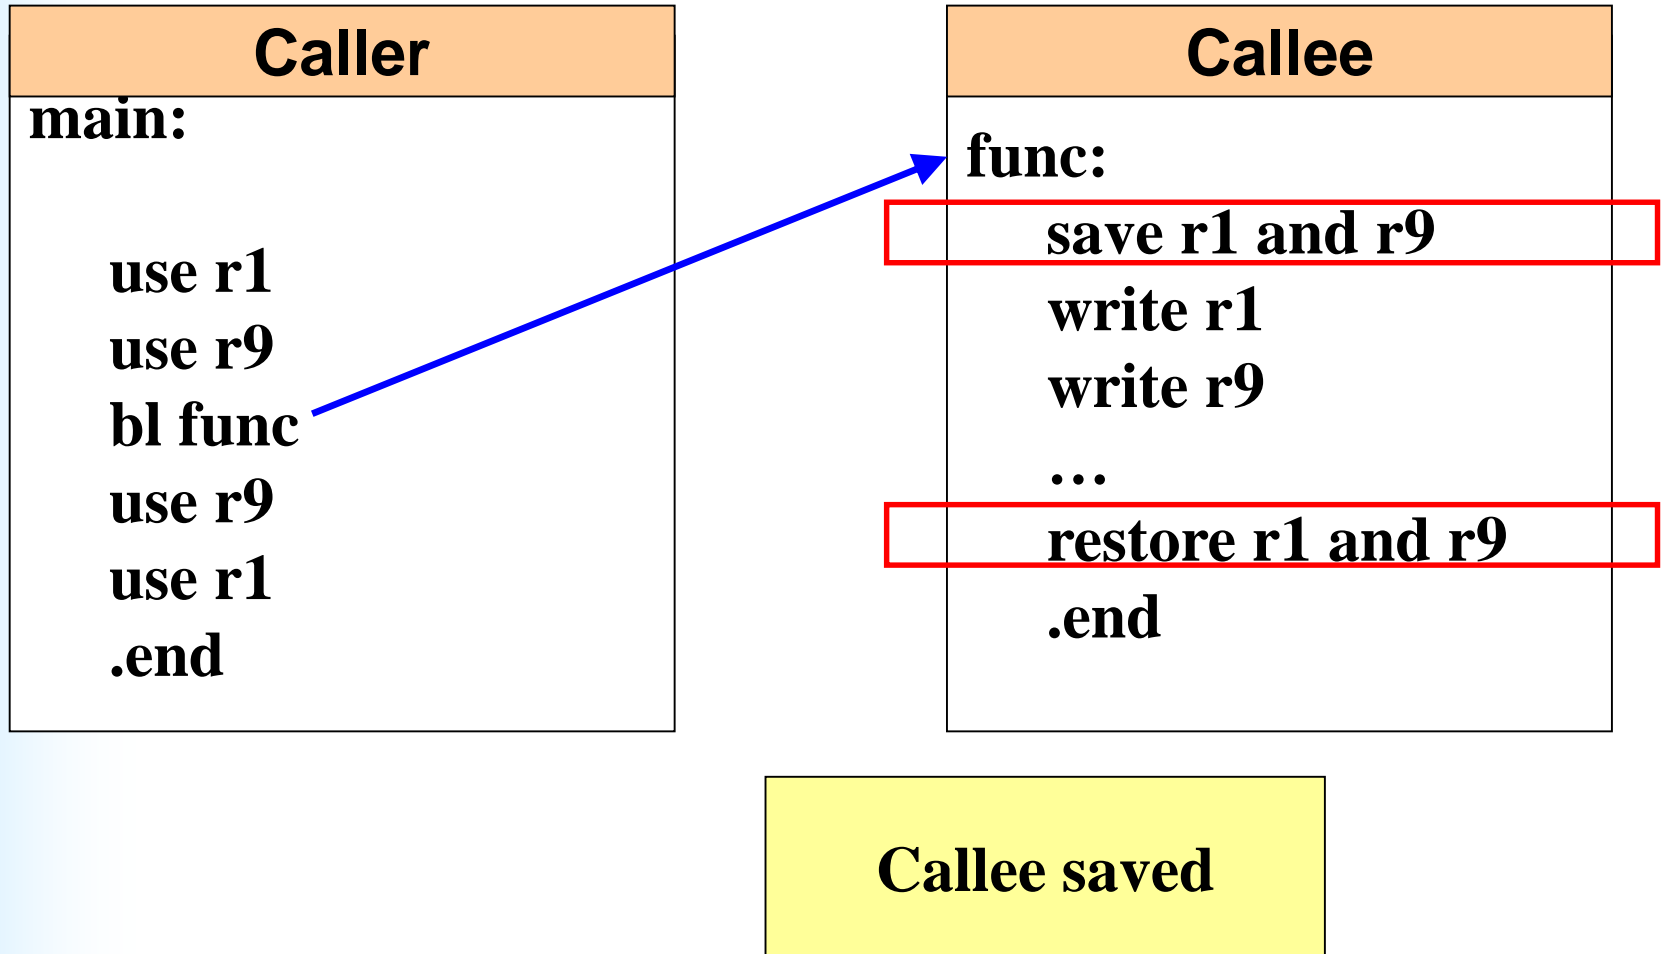 Caller
main:
use r1
use r9
bl func
use r9
use r1
.end
Callee
func:
save r1 and r9
write r1
write r9
…
restore r1 and r9
.end
Callee saved